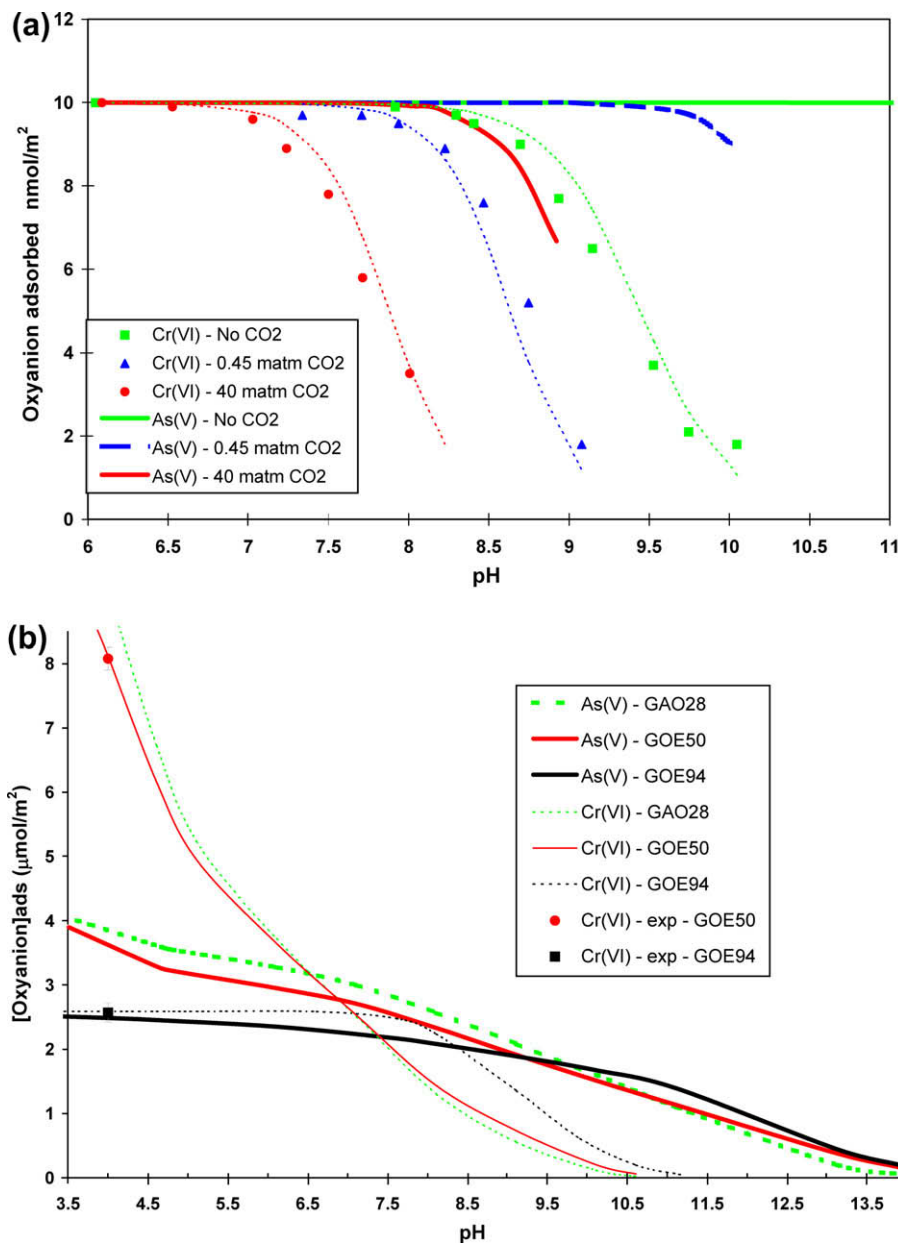 (a)
12
10
8
6
4
2
0
Oxyanion adsorbed nmol/m²
Cr(VI) - No CO2
Cr(VI) - 0.45 matm CO2
Cr(VI) - 40 matm CO2
As(V) - No CO2
As(V) - 0.45 matm CO2
As(V) - 40 matm CO2
6 6.5 7 7.5 8 8.5 9 9.5 10 10.5 11
pH
(b)
8
7
6
5
4
3
2
1
0
[Oxyanion]ads (μmol/m²)
As(V) - GAO28
As(V) - GOE50
As(V) - GOE94
Cr(VI) - GAO28
Cr(VI) - GOE50
Cr(VI) - GOE94
Cr(VI) - exp - GOE50
Cr(VI) - exp - GOE94
3.5 4.5 5.5 6.5 7.5 8.5 9.5 10.5 11.5 12.5 13.5
pH